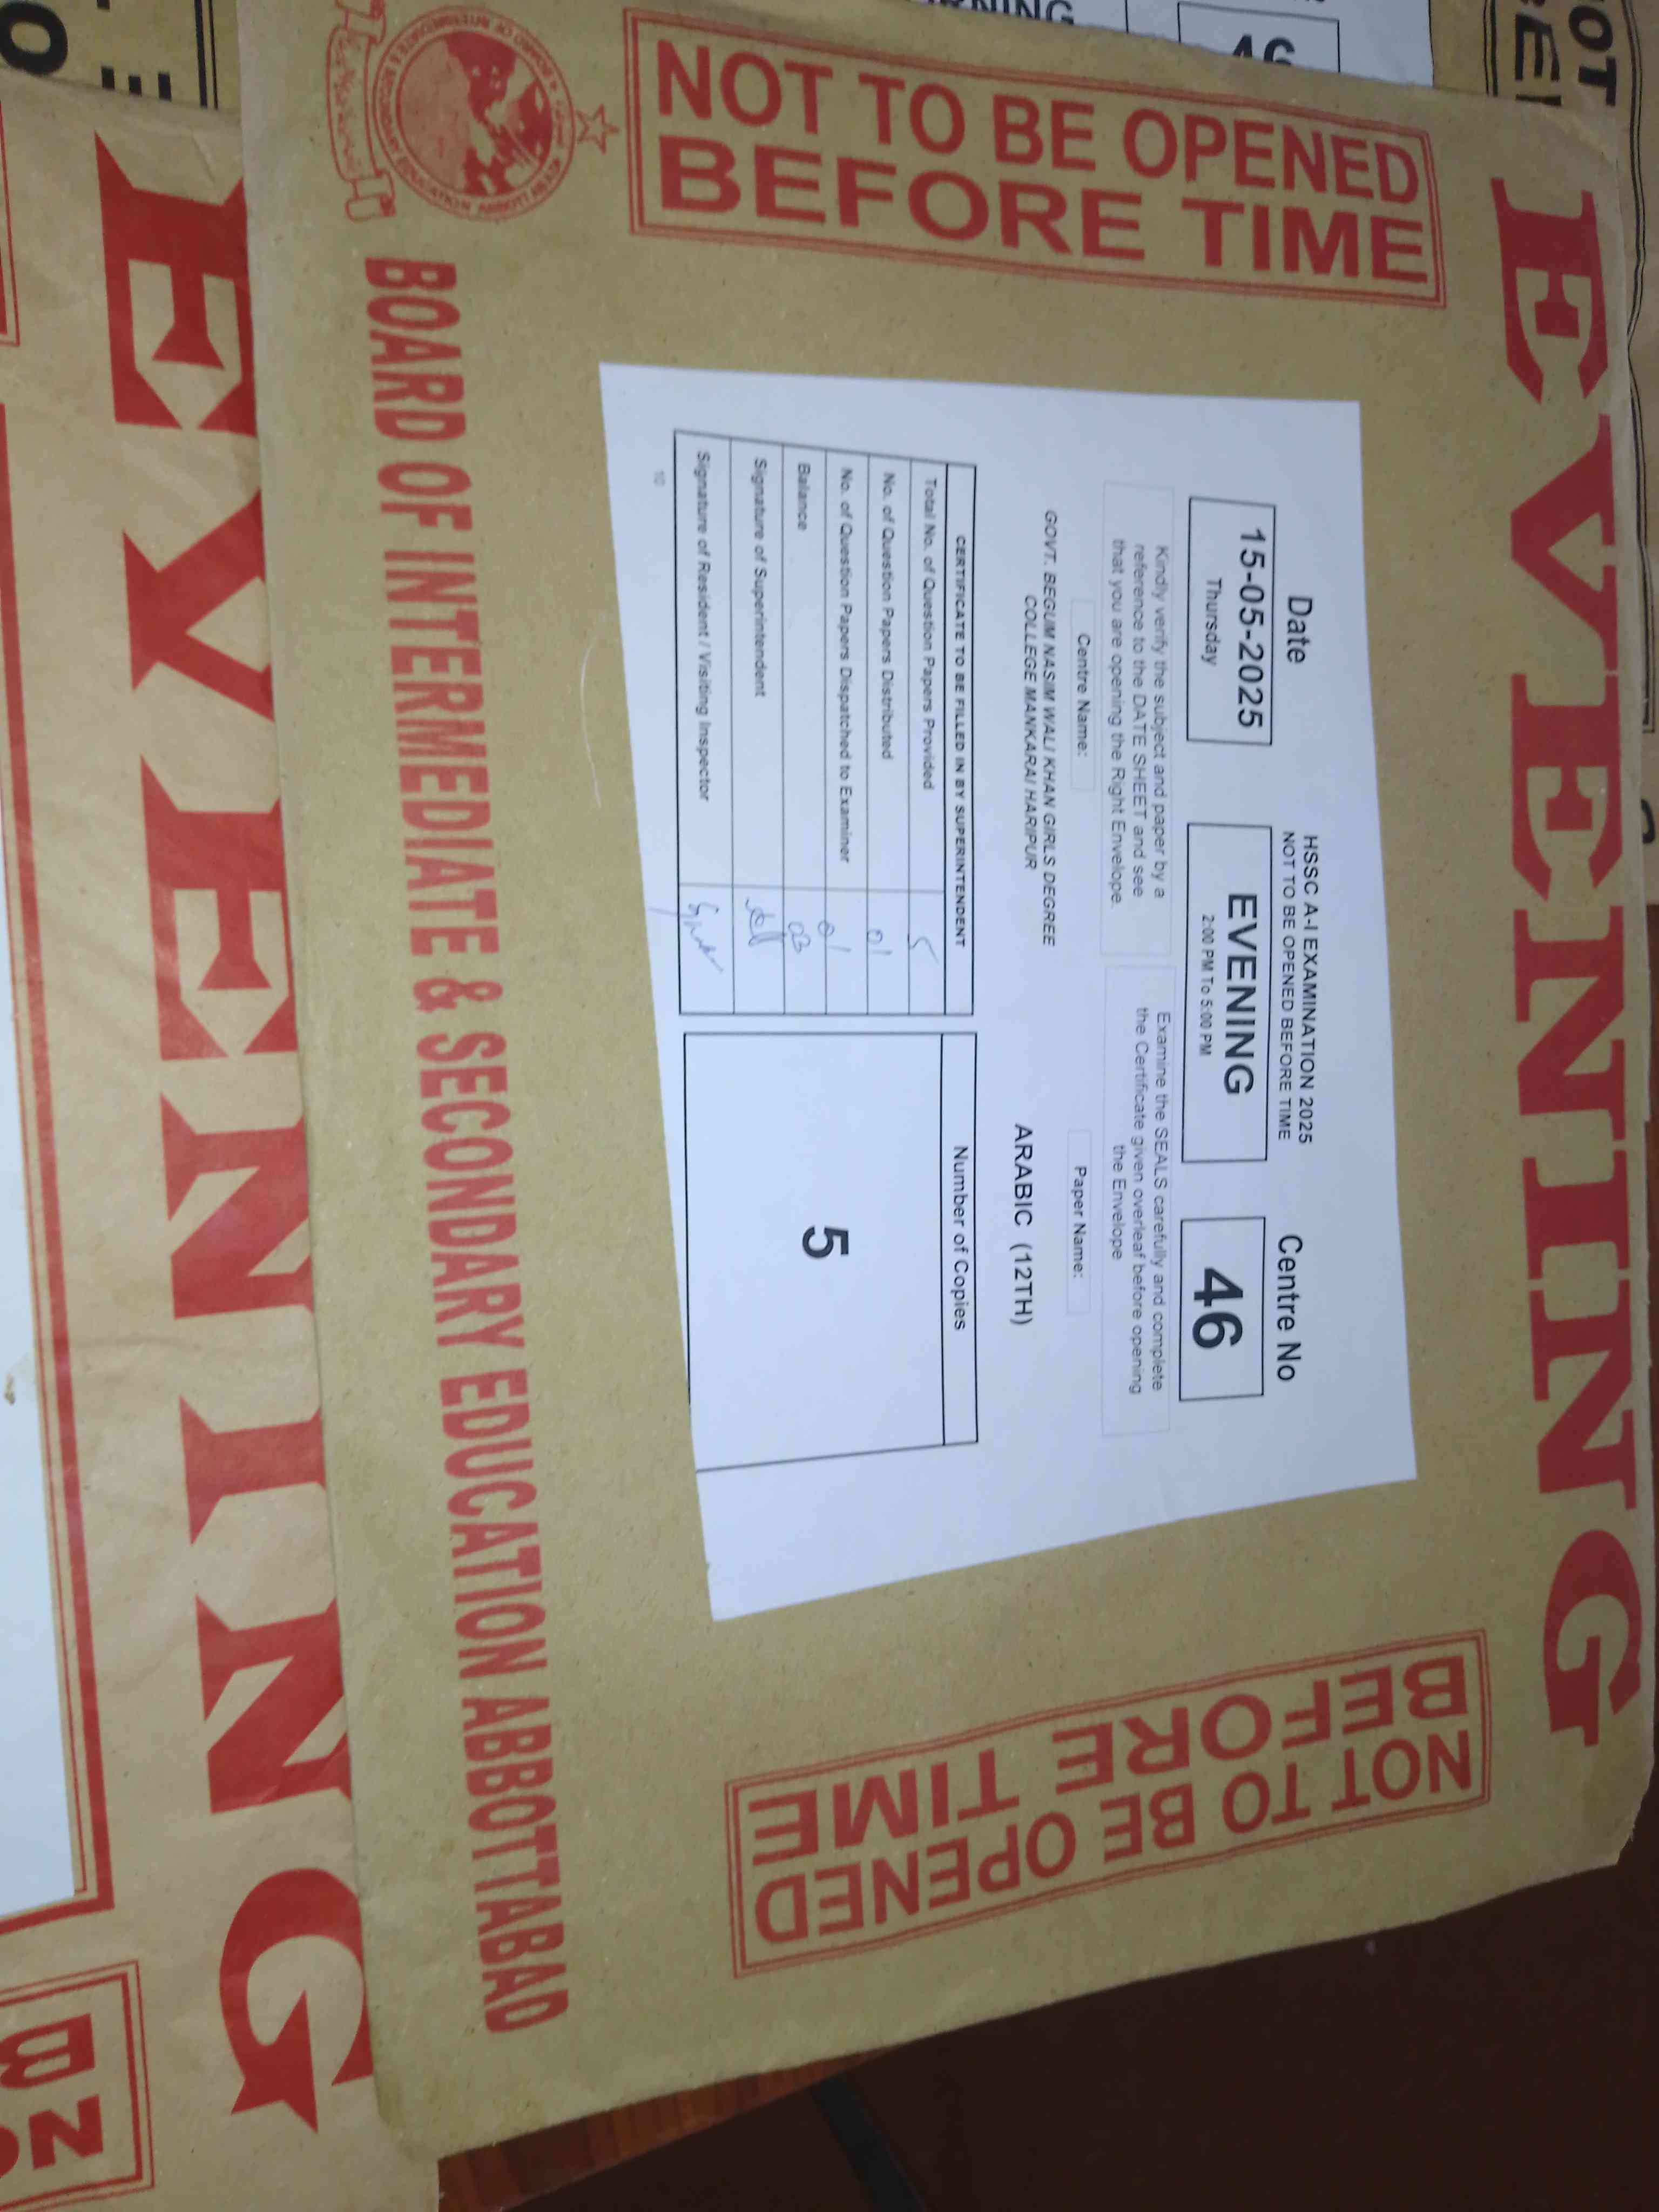 EVENING
NOT TO BE OPENED
BEFORE TIME
Date
15-05-2025
Thursday
HSSC A-I EXAMINATION 2025
NOT TO BE OPENED BEFORE TIME
EVENING
2:00 PM To 5:00 PM
Centre No
46
Kindly verify the subject and paper by a
reference to the DATE SHEET and see
that you are opening the Right Envelope.
Examine the SEALS carefully and complete
the Certificate given overleaf before opening
the Envelope
Centre Name:
GOVT. BEGUM NASIM WALI KHAN GIRLS DEGREE
COLLEGE MANKARAI HARIPUR
Paper Name:
ARABIC (12TH)
CERTIFICATE TO BE FILLED IN BY SUPERINTENDENT
Total No. of Question Papers Provided 5
No. of Question Papers Distributed 01
No. of Question Papers Dispatched to Examiner 01
Balance 03
Signature of Superintendent
Signature of Resident / Visiting Inspector
Number of Copies
5
10
NOT TO BE OPENED
BEFORE TIME
BOARD OF INTERMEDIATE & SECONDARY EDUCATION ABBOTTABAD
EVENING